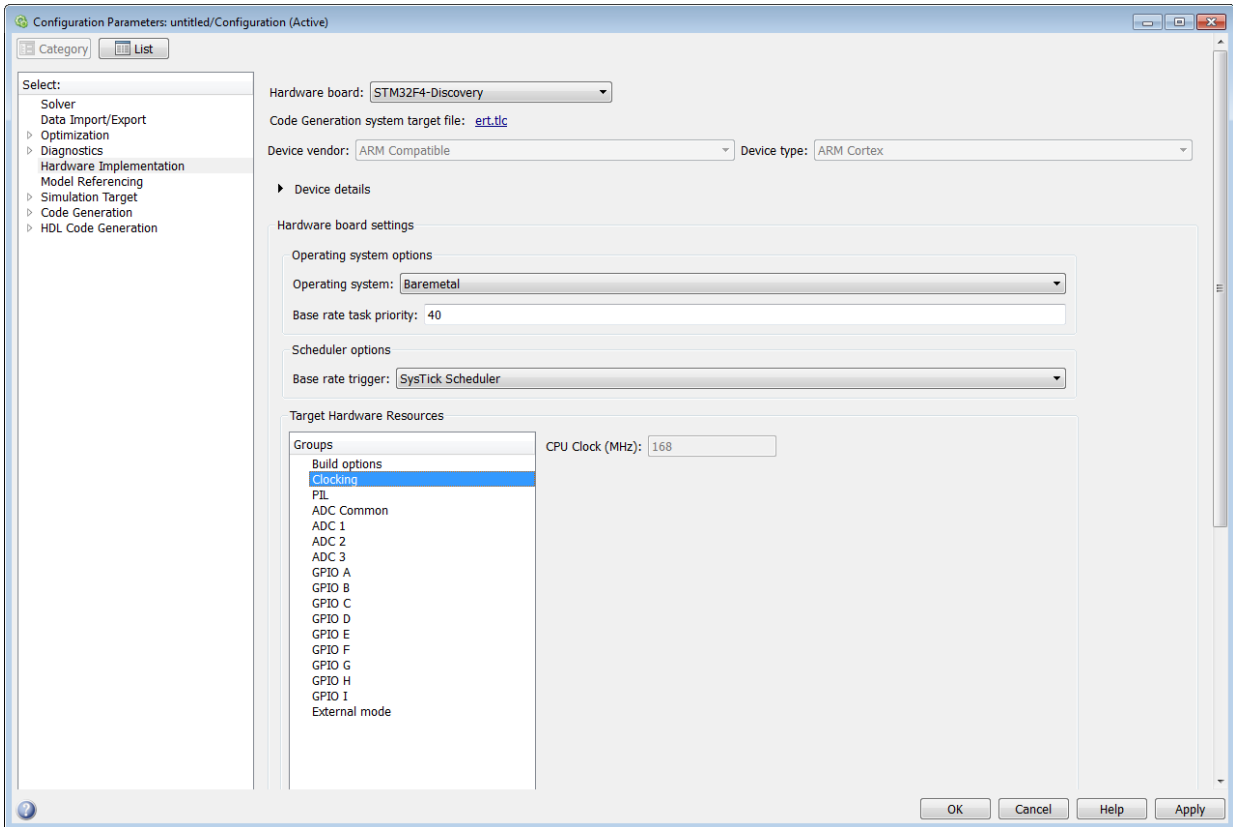 Configuration Parameters: untitled/Configuration (Active)
Category List
Select:
Solver
Data Import/Export
Optimization
Diagnostics
Hardware Implementation
Model Referencing
Simulation Target
Code Generation
HDL Code Generation
Hardware board: STM32F4-Discovery
Code Generation system target file: ert.tlc
Device vendor: ARM Compatible Device type: ARM Cortex
Device details
Hardware board settings
Operating system options
Operating system: Baremetal
Base rate task priority: 40
Scheduler options
Base rate trigger: SysTick Scheduler
Target Hardware Resources
Groups
Build options
Clocking
PIL
ADC Common
ADC 1
ADC 2
ADC 3
GPIO A
GPIO B
GPIO C
GPIO D
GPIO E
GPIO F
GPIO G
GPIO H
GPIO I
External mode
CPU Clock (MHz): 168
OK Cancel Help Apply